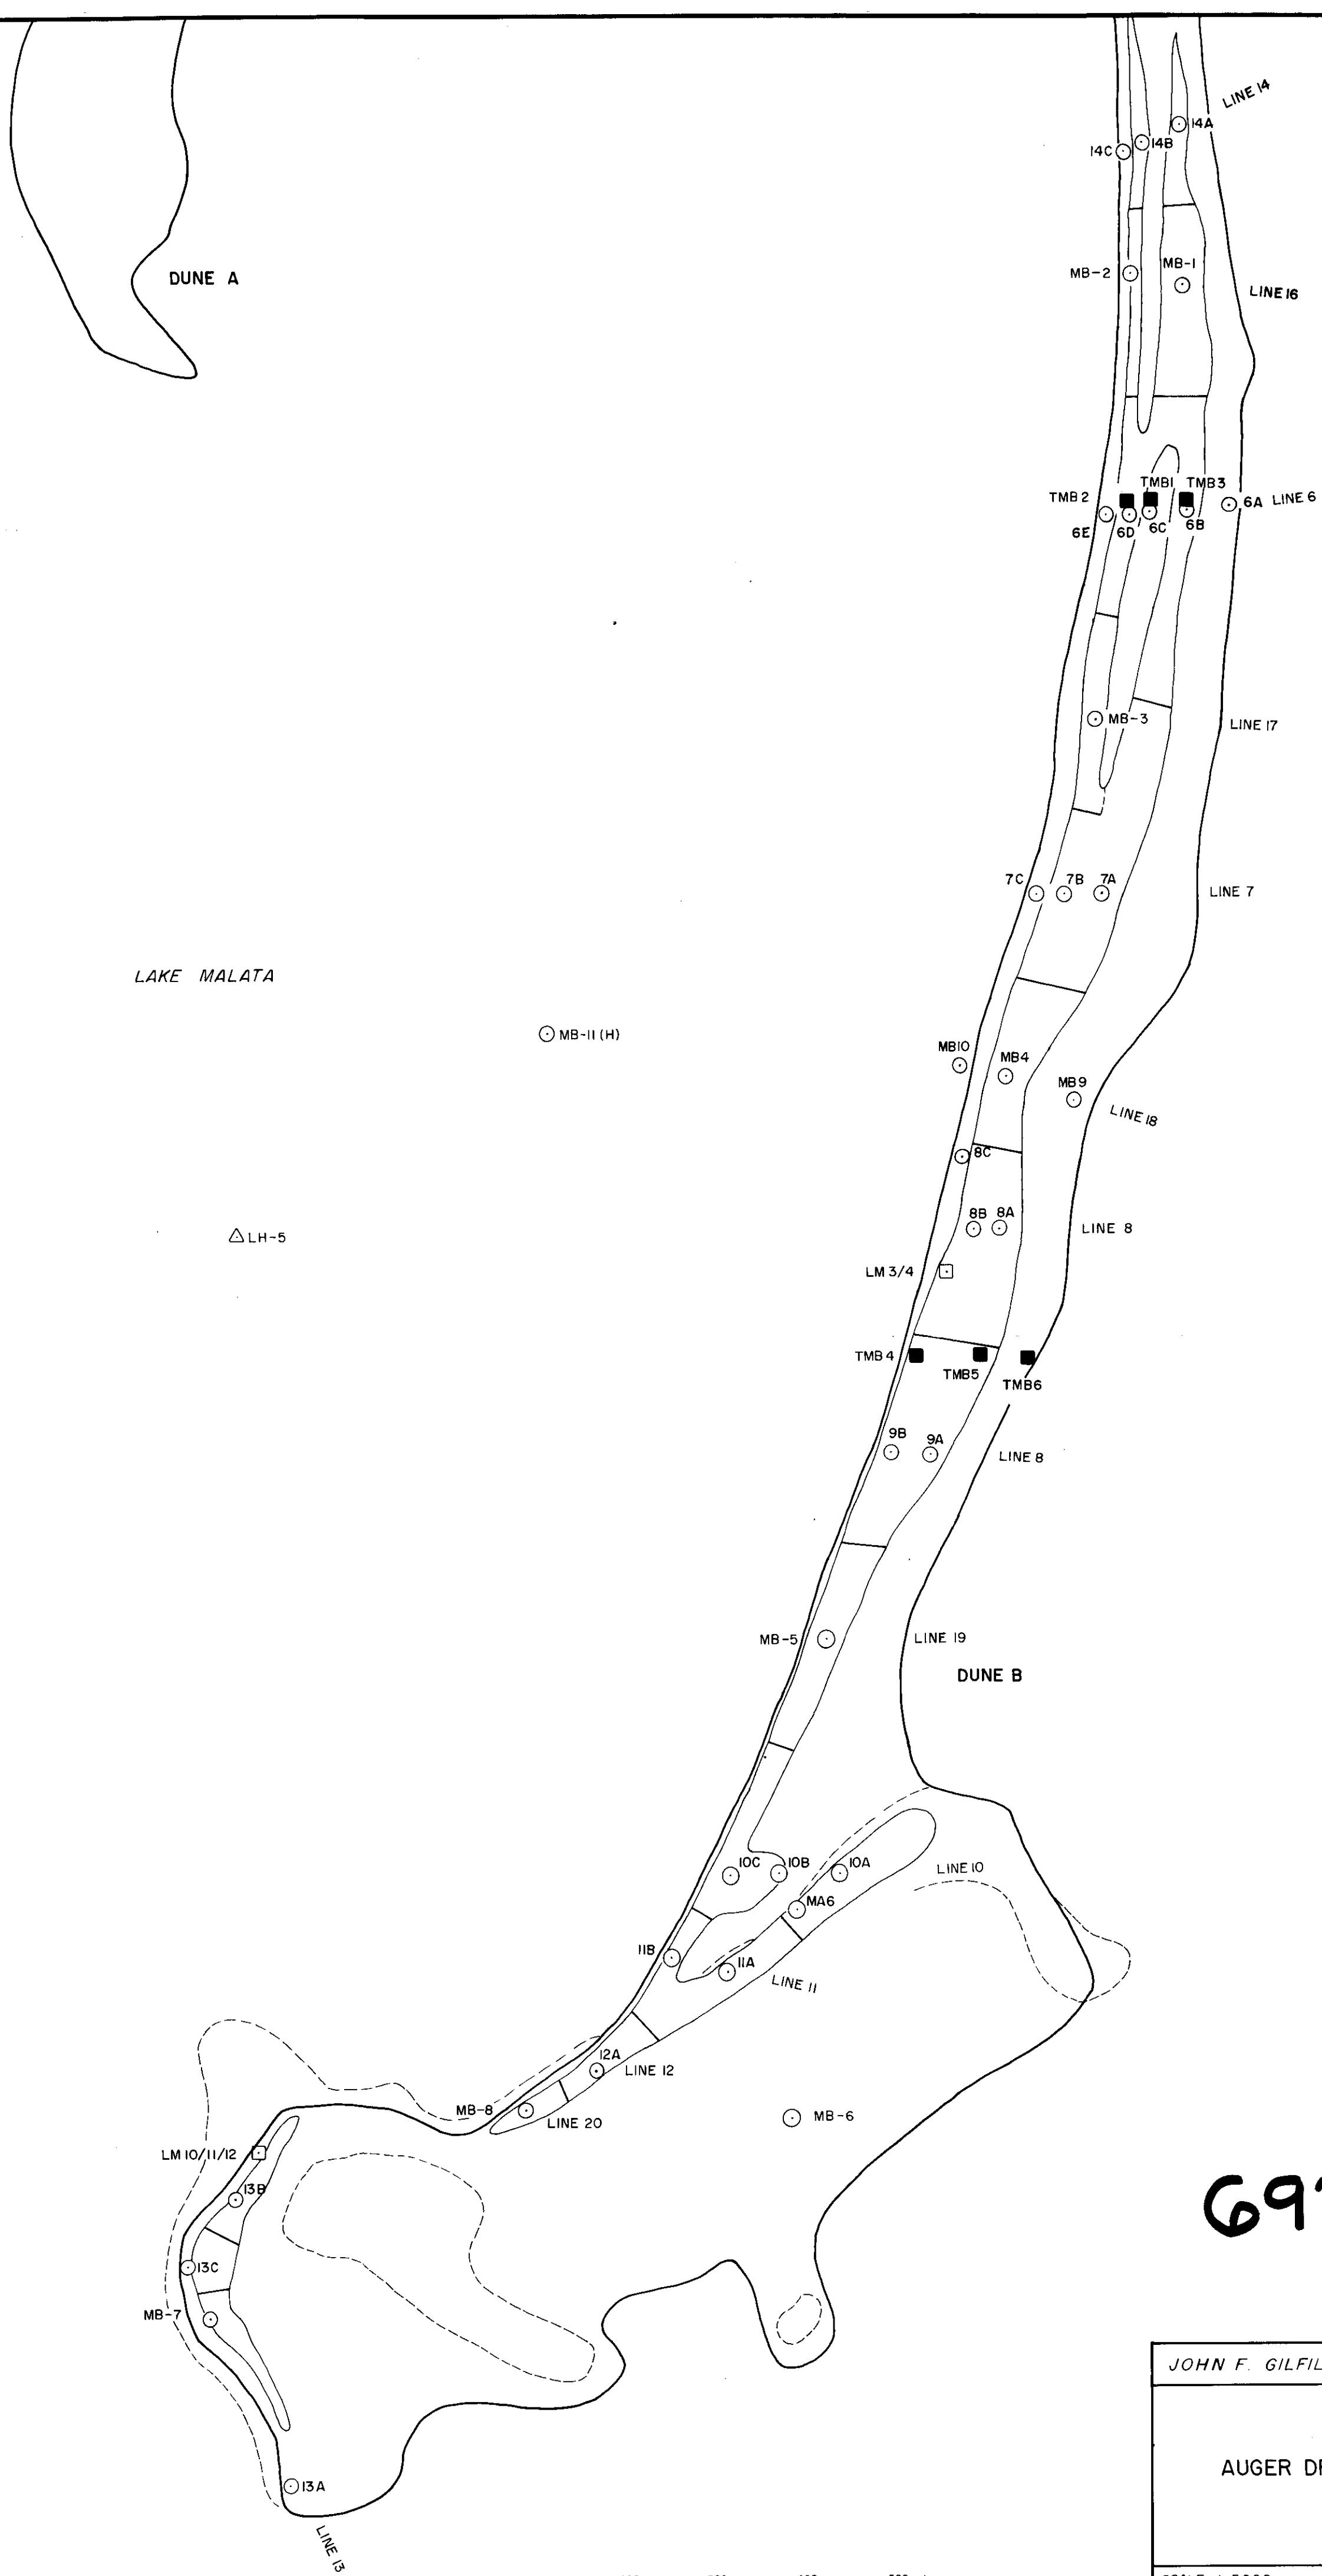 LINE 14
14A
14B
14C
DUNE A
MB-2
MB-1
LINE 16
TMB 2
TMB1
TMB3
6A
LINE 6
6E
6D
6C
6B
MB-3
LINE 17
7C
7B
7A
LINE 7
LAKE MALATA
MB-11 (H)
MB10
MB4
MB9
LINE 18
8C
LH-5
8B
8A
LINE 8
LM 3/4
TMB 4
TMB5
TMB6
9B
9A
LINE 8
MB-5
LINE 19
DUNE B
10C
10B
10A
LINE 10
MA6
11B
11A
LINE 11
12A
LINE 12
MB-8
LINE 20
MB-6
LM 10/11/12
13B
13C
MB-7
JOHN F.
AUGER
13A
LINE 13